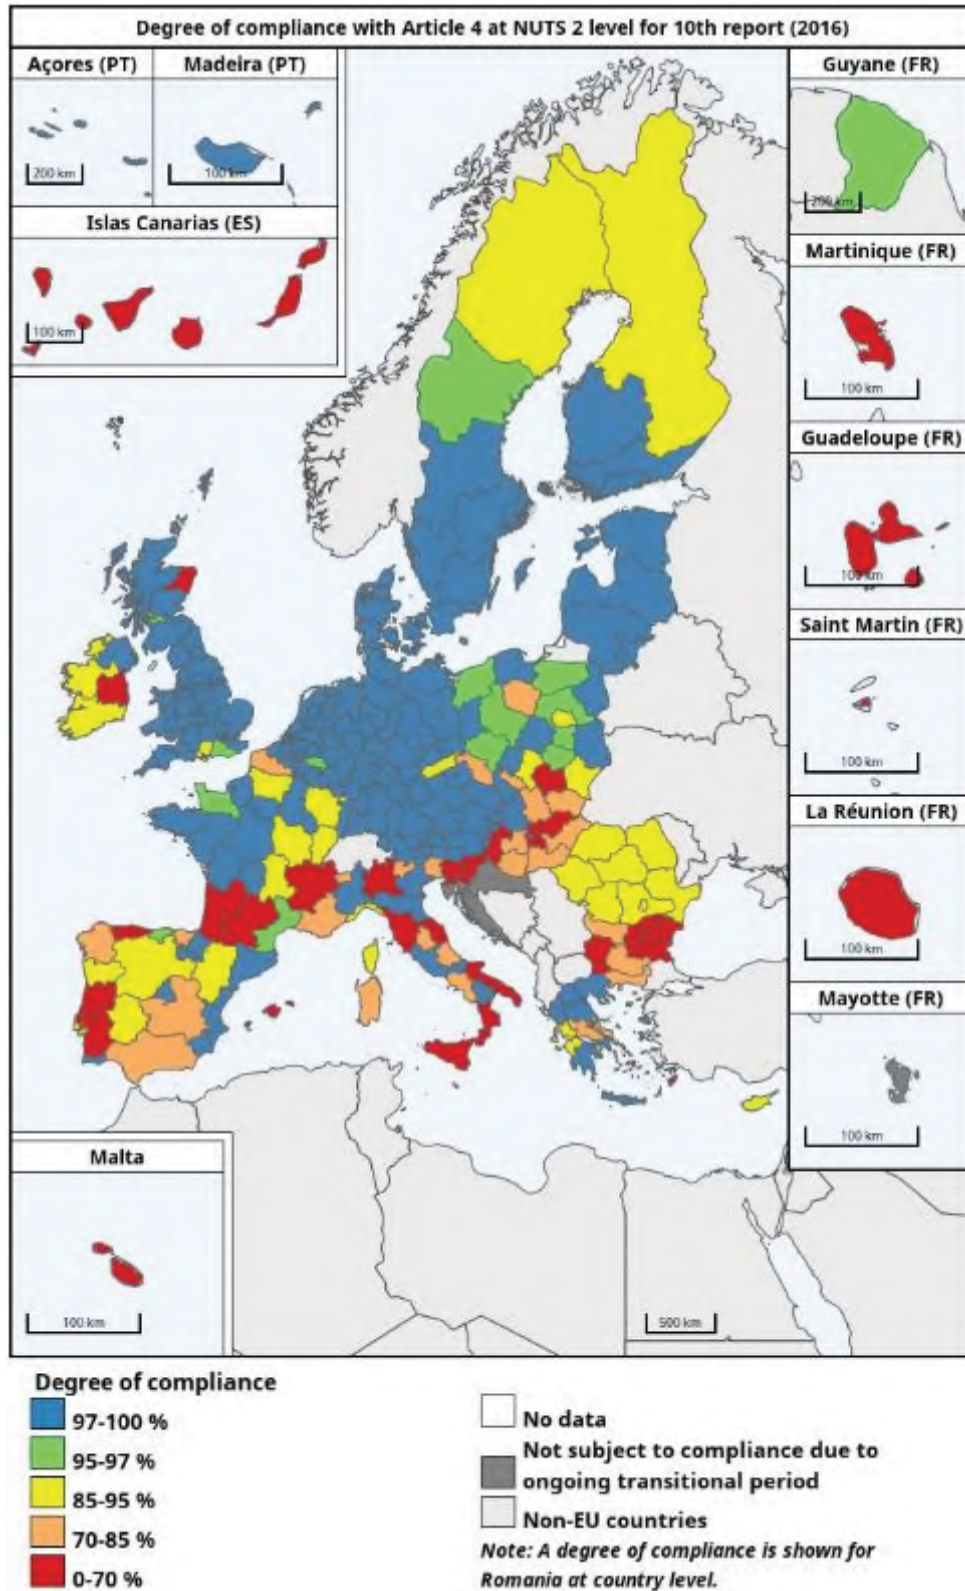 Degree of compliance with Article 4 at NUTS 2 level for 10th report (2016)
Açores (PT)
Madeira (PT)
Guyane (FR)
200 km
100 km
200 km
Islas Canarias (ES)
Martinique (FR)
100 km
100 km
Guadeloupe (FR)
100 km
Saint Martin (FR)
100 km
La Réunion (FR)
100 km
Mayotte (FR)
100 km
Malta
100 km
500 km
Degree of compliance
97-100 %
95-97 %
85-95 %
70-85 %
0-70 %
No data
Not subject to compliance due to
ongoing transitional period
Non-EU countries
Note: A degree of compliance is shown for
Romania at country level.